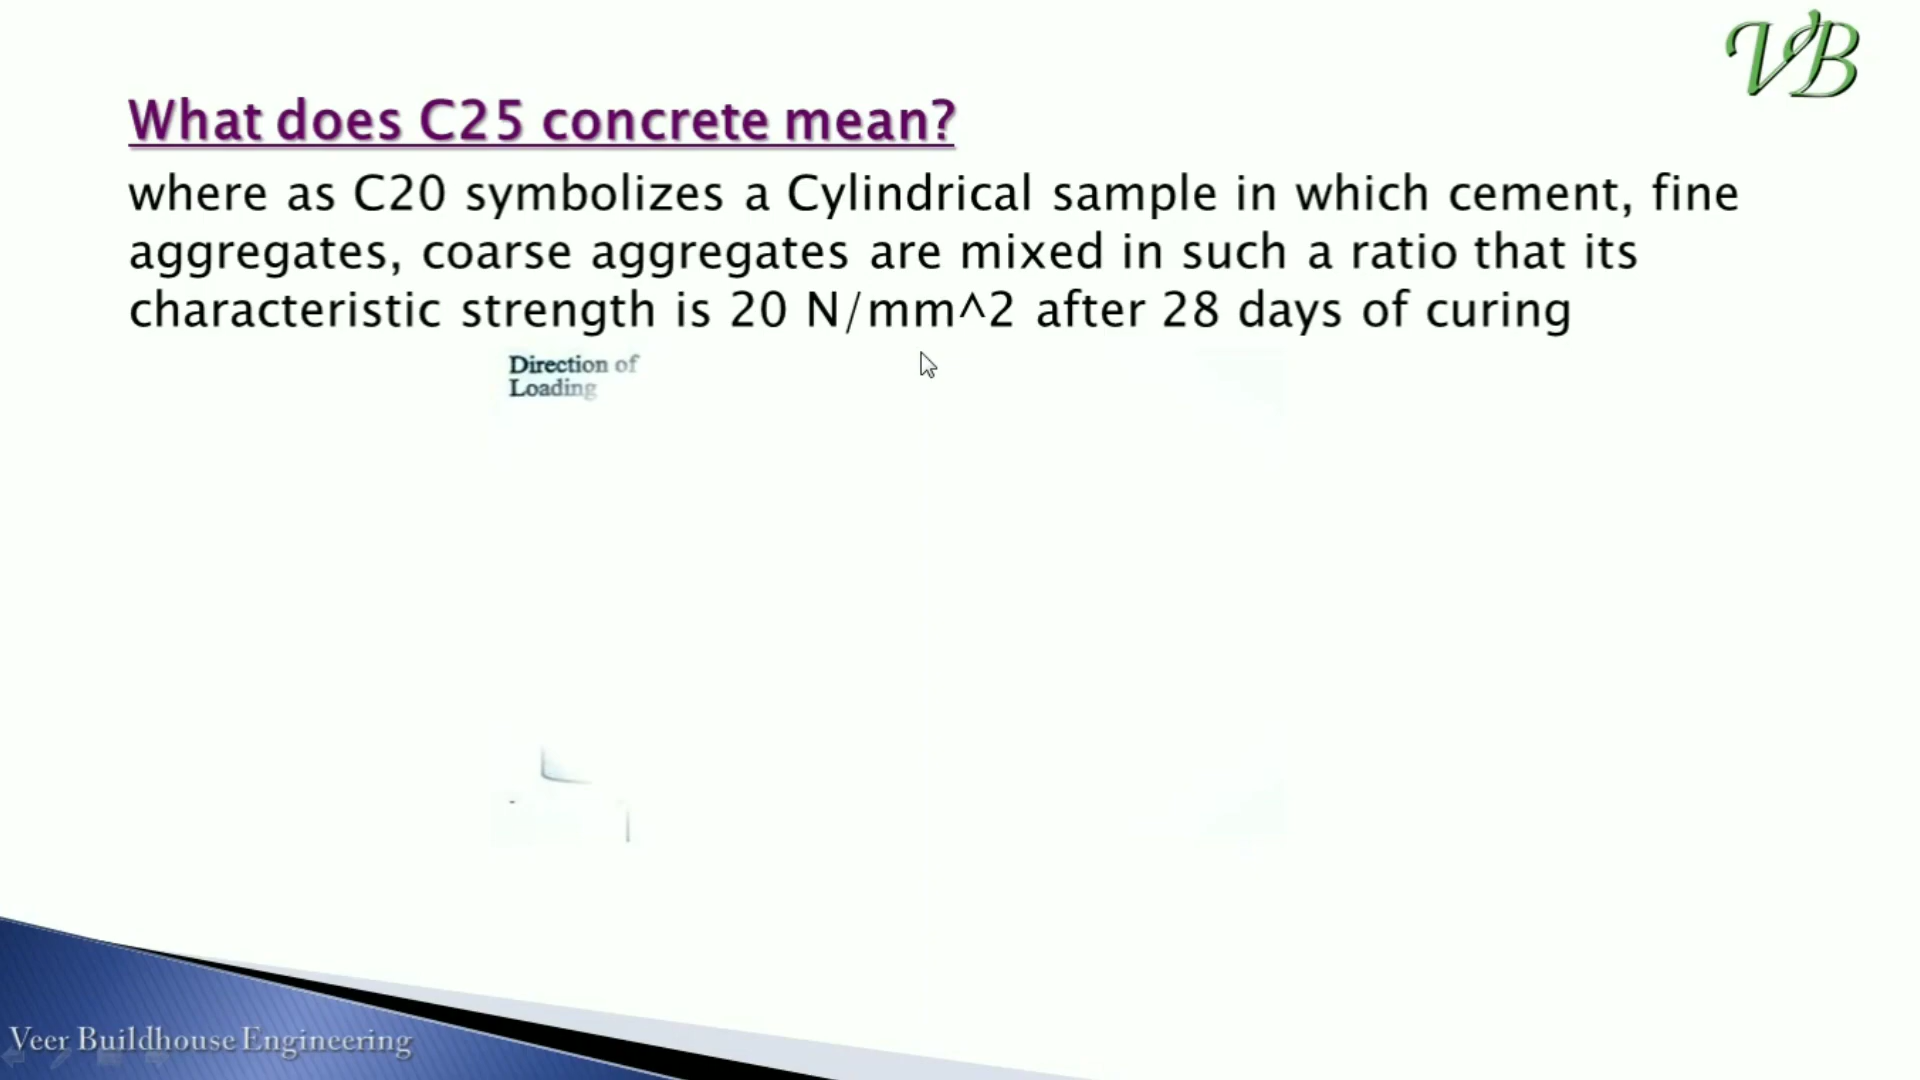 VB
What does C25 concrete mean?
where as C20 symbolizes a Cylindrical sample in which cement, fine
aggregates, coarse aggregates are mixed in such a ratio that its
characteristic strength is 20 N/mm^2 after 28 days of curing
Direction of
Loading
Veer Buildhouse Engineering